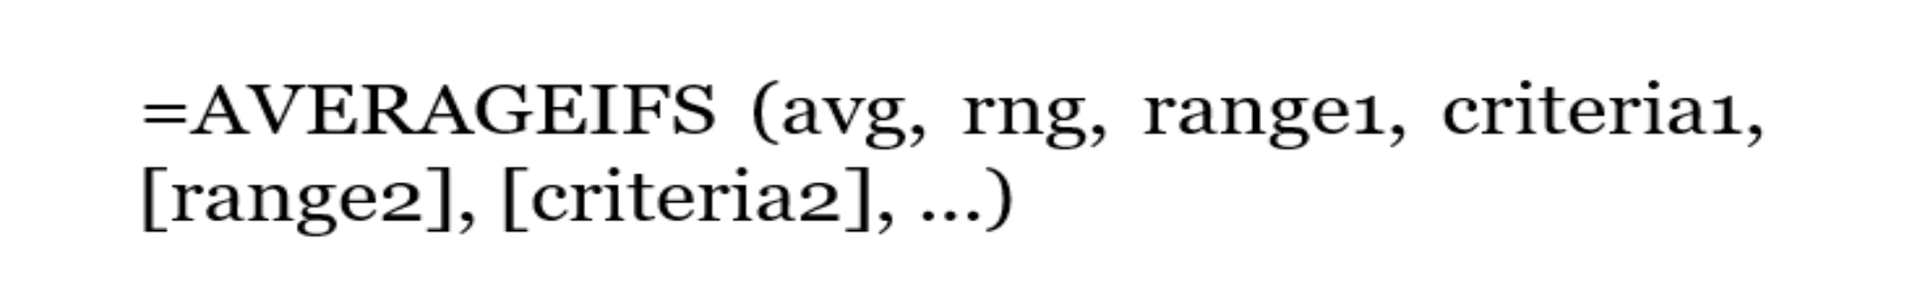 =AVERAGEIFS (avg, rng, range1, criteria1,
[range2], [criteria2], ...)